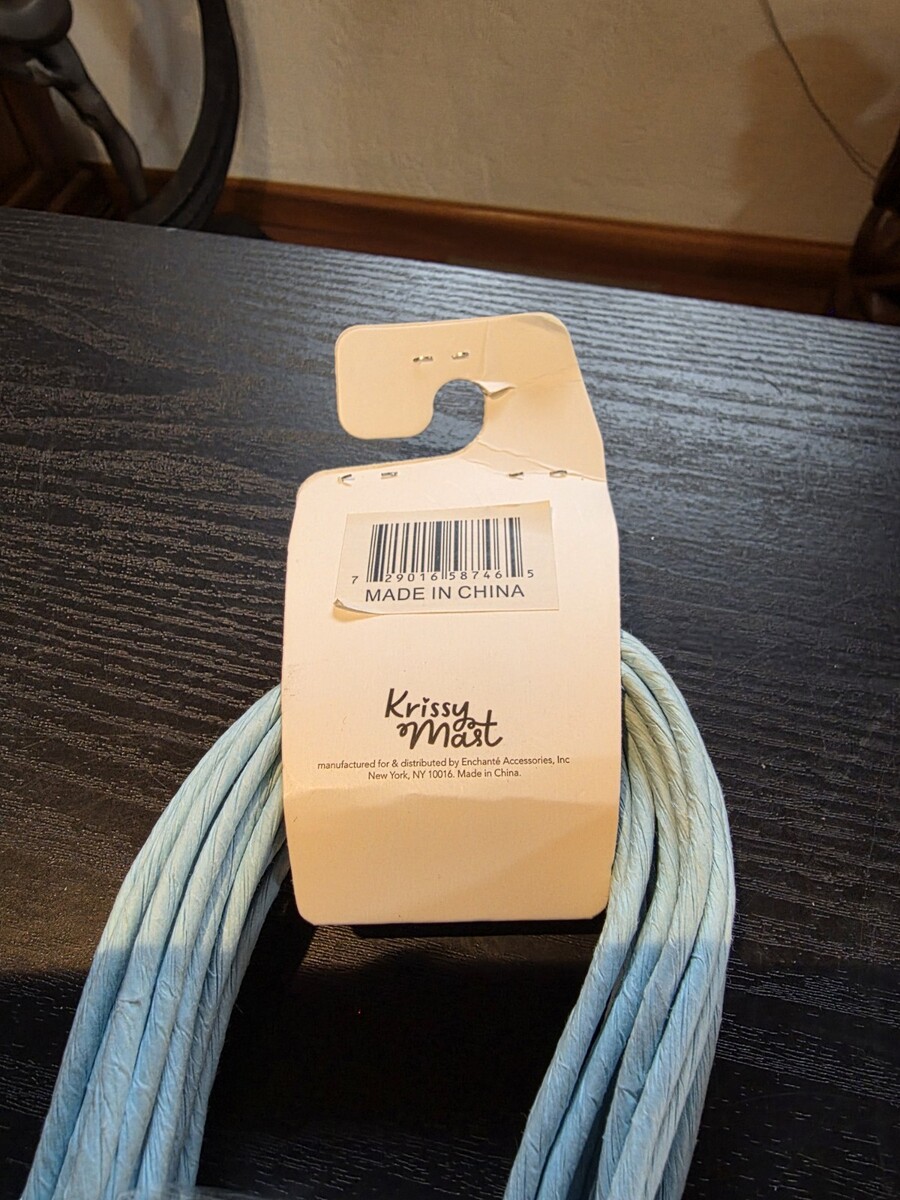 7 29016 58746 5
MADE IN CHINA
Krissy
Mast
manufactured for & distributed by Enchanté Accessories, Inc
New York, NY 10016. Made in China.